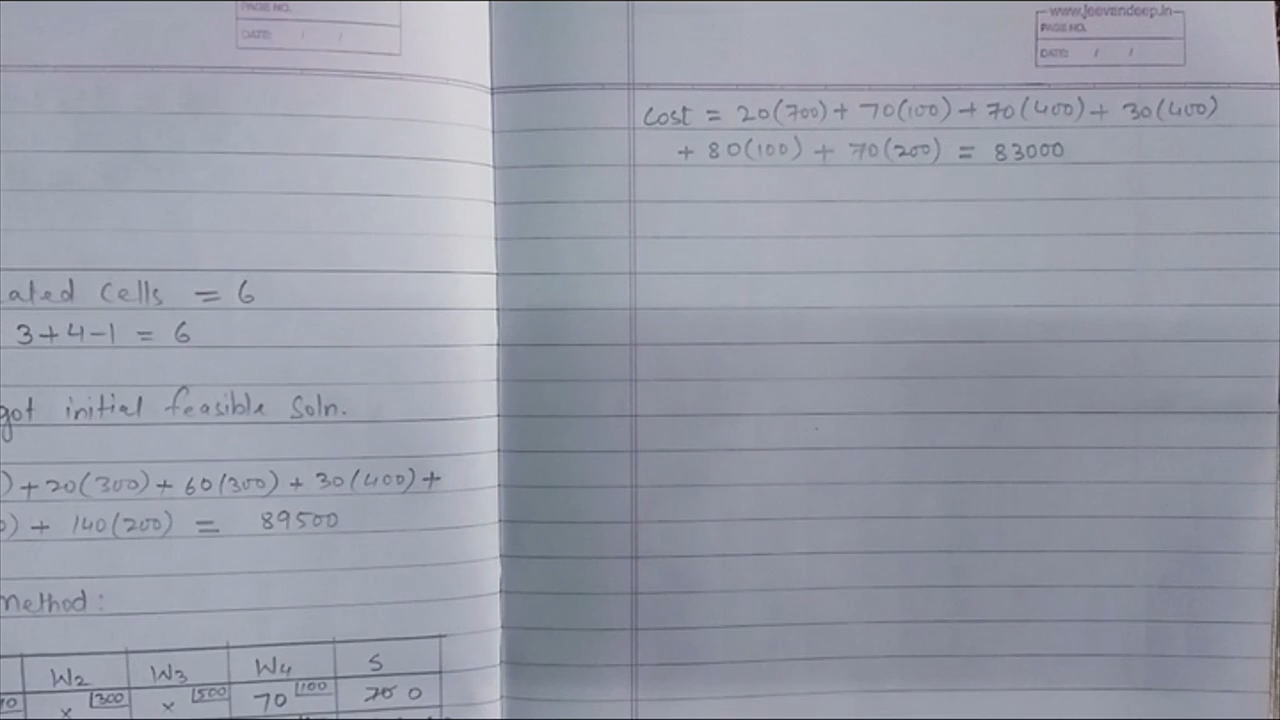 PAGE NO.
DATE: / /
ated cells = 6
3+4-1 = 6
got initial feasible soln.
)+20(300)+60(300)+30(400)+
) + 140(200) = 89500
method:
W2 W3 W4 S
x 300 x 500 70 100 70 0
www.jeevandeep.in
PAGE NO.
DATE: / /
Cost = 20(700)+ 70(100)+70(400)+ 30(400)
+ 80(100) + 70(200) = 83000